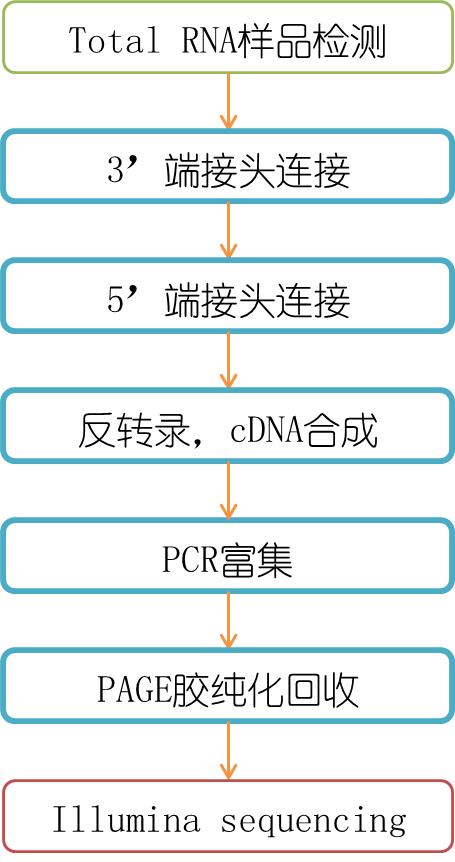 Total RNA样品检测
3’端接头连接
5’端接头连接
反转录，cDNA合成
PCR富集
PAGE胶纯化回收
Illumina sequencing